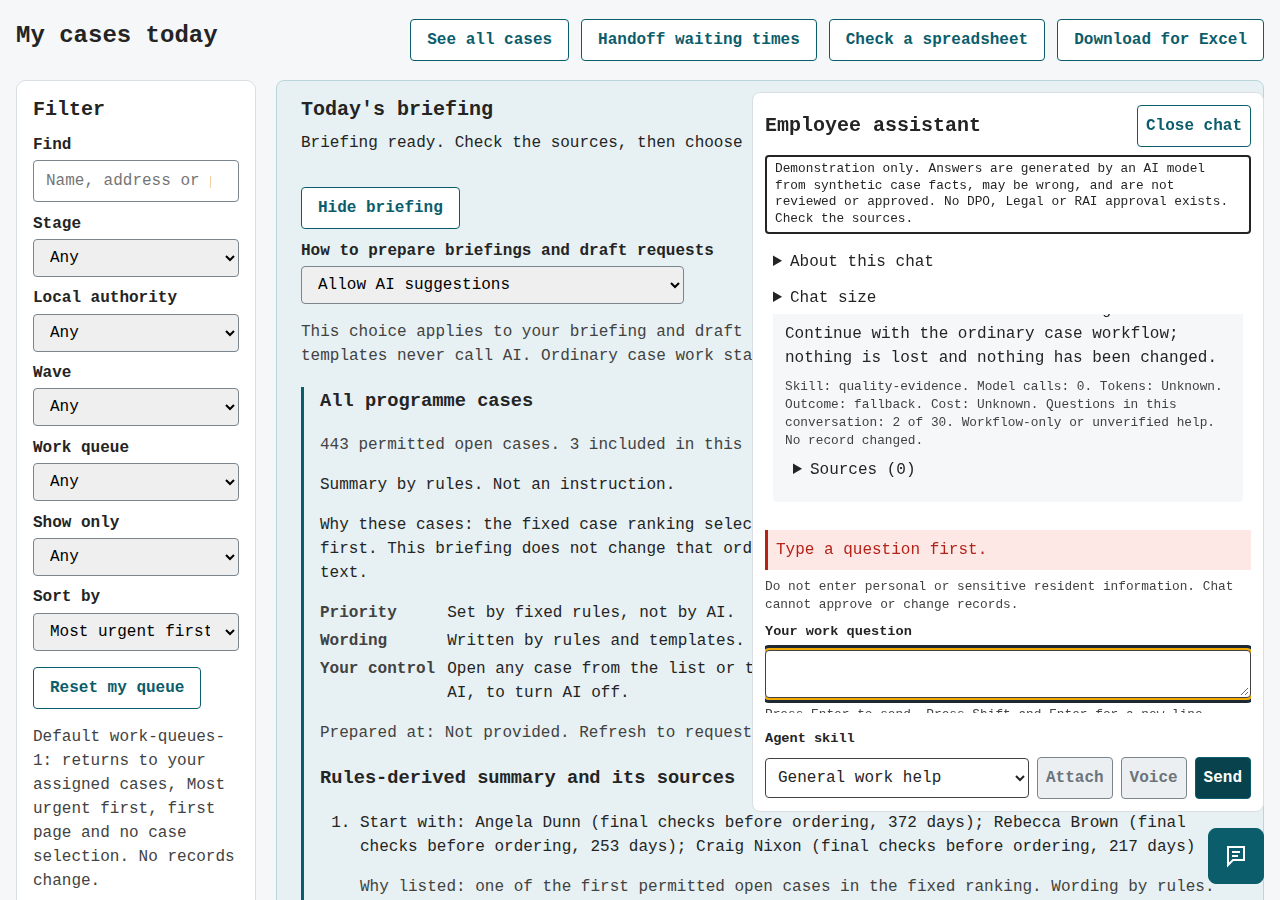 My cases today
See all cases
Handoff waiting times
Check a spreadsheet
Download for Excel
Filter
Find
Name, address or
Stage
Any
Local authority
Any
Wave
Any
Work queue
Any
Show only
Any
Sort by
Most urgent first
Reset my queue
Default work-queues-
1: returns to your
assigned cases, Most
urgent first, first
page and no case
selection. No records
change.
Today's briefing
Briefing ready. Check the sources, then choose
Hide briefing
How to prepare briefings and draft requests
Allow AI suggestions
This choice applies to your briefing and draft
templates never call AI. Ordinary case work sta
All programme cases
443 permitted open cases. 3 included in this
Summary by rules. Not an instruction.
Why these cases: the fixed case ranking selec
first. This briefing does not change that ord
text.
Priority Set by fixed rules, not by AI.
Wording Written by rules and templates.
Your control Open any case from the list or t
AI, to turn AI off.
Prepared at: Not provided. Refresh to request
Rules-derived summary and its sources
1. Start with: Angela Dunn (final checks before ordering, 372 days); Rebecca Brown (final
checks before ordering, 253 days); Craig Nixon (final checks before ordering, 217 days)
Why listed: one of the first permitted open cases in the fixed ranking. Wording by rules.
Employee assistant
Close chat
Demonstration only. Answers are generated by an AI model
from synthetic case facts, may be wrong, and are not
reviewed or approved. No DPO, Legal or RAI approval exists.
Check the sources.
About this chat
Chat size
Continue with the ordinary case workflow;
nothing is lost and nothing has been changed.
Skill: quality-evidence. Model calls: 0. Tokens: Unknown.
Outcome: fallback. Cost: Unknown. Questions in this
conversation: 2 of 30. Workflow-only or unverified help.
No record changed.
Sources (0)
Type a question first.
Do not enter personal or sensitive resident information. Chat
cannot approve or change records.
Your work question
Press Enter to send. Press Shift and Enter for a new line.
Agent skill
General work help
Attach
Voice
Send